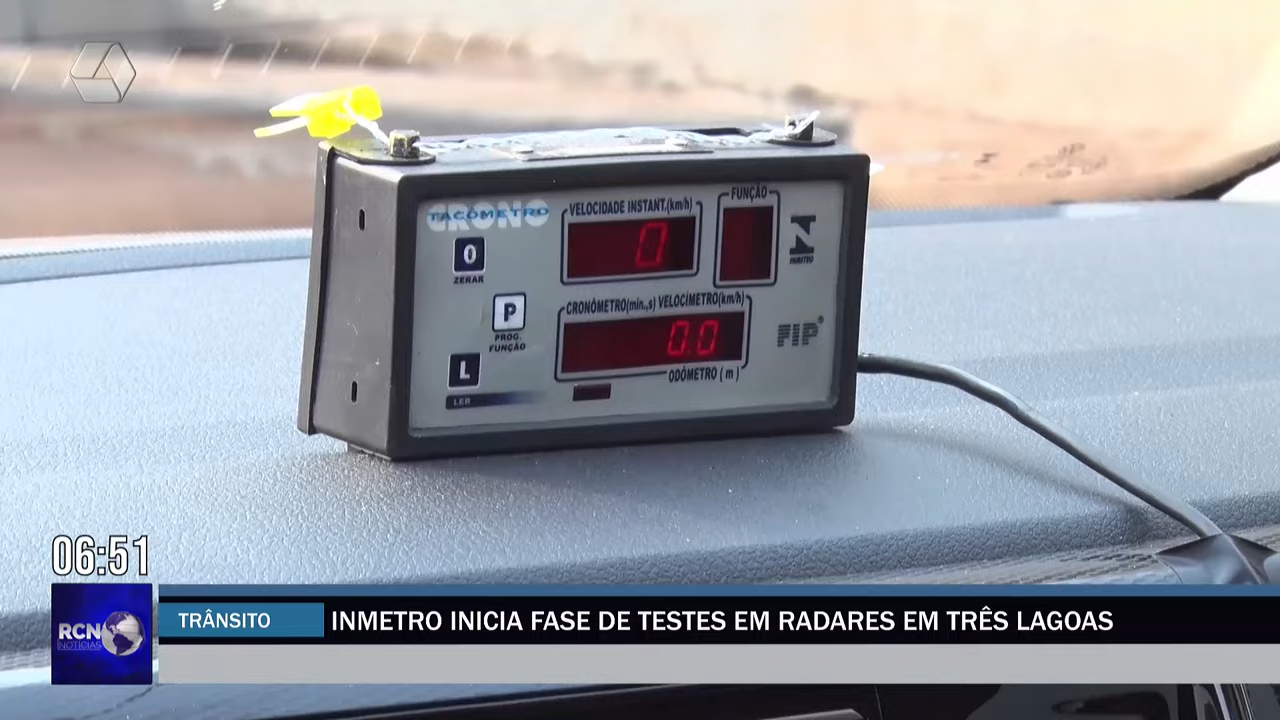 TACÔMETRO
CRONO
VELOCIDADE INSTANT.(km/h)
0
FUNÇÃO
INMETRO
0
ZERAR
P
PROG.
FUNÇÃO
CRONÔMETRO(min.,s) VELOCÍMETRO(km/h)
0.0
ODÔMETRO ( m )
FIP
L
LER
06:51
RCN
NOTÍCIAS
TRÂNSITO
INMETRO INICIA FASE DE TESTES EM RADARES EM TRÊS LAGOAS